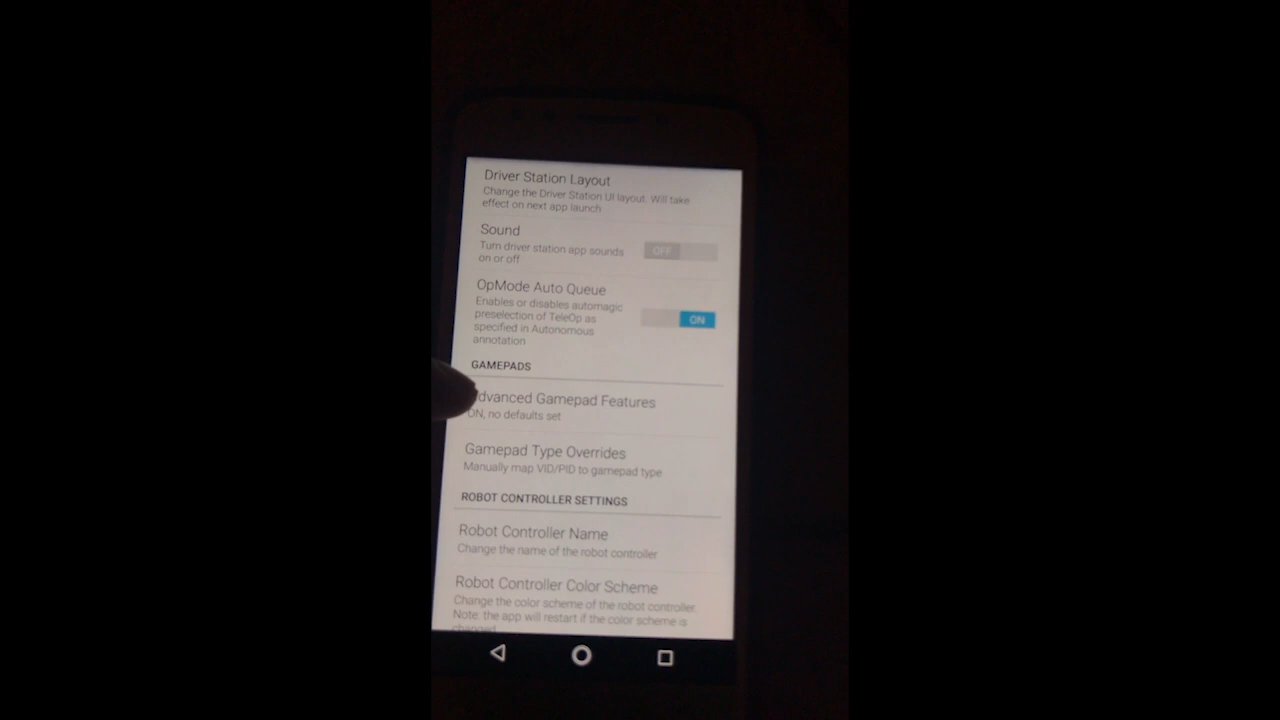 Driver Station Layout
Change the Driver Station UI layout. Will take
effect on next app launch
Sound
Turn driver station app sounds
on or off
OFF
OpMode Auto Queue
Enables or disables automagic
preselection of TeleOp as
specified in Autonomous
annotation
ON
GAMEPADS
dvanced Gamepad Features
ON, no defaults set
Gamepad Type Overrides
Manually map VID/PID to gamepad type
ROBOT CONTROLLER SETTINGS
Robot Controller Name
Change the name of the robot controller
Robot Controller Color Scheme
Change the color scheme of the robot controller.
Note: the app will restart if the color scheme is
changed